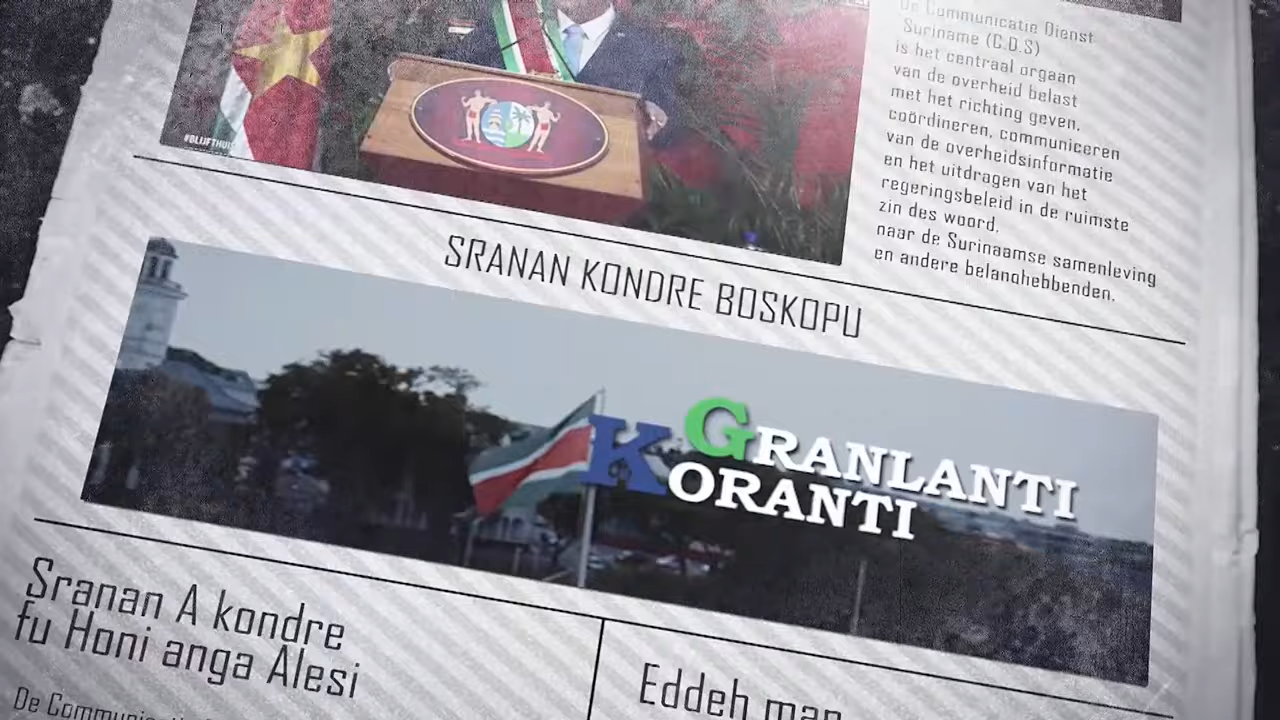 #BLIJFTHUIS
De Communicatie Dienst
Suriname (C.D.S)
is het centraal orgaan
van de overheid belast
met het richting geven,
coördineren, communiceren
van de overheidsinformatie
en het uitdragen van het
regeringsbeleid in de ruimste
zin des woord,
naar de Surinaamse samenleving
en andere belanghebbenden.
SRANAN KONDRE BOSKOPU
GRANLANTI
KORANTI
Sranan A kondre
fu Honi anga Alesi
De
Eddeh man